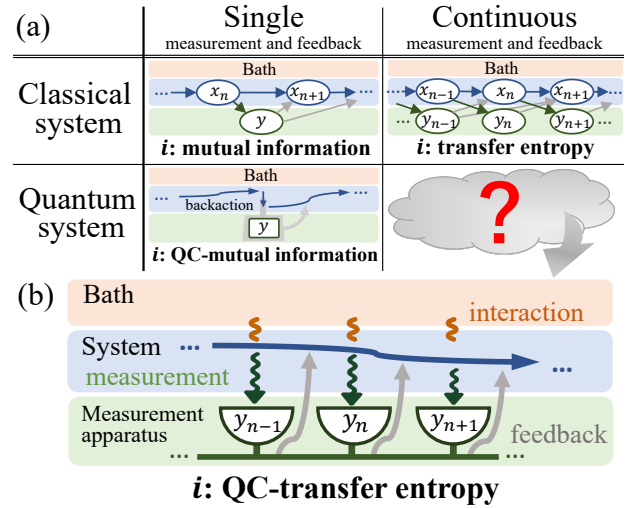 (a)
Single
measurement and feedback
Continuous
measurement and feedback
Classical
system
Bath
... x_n x_{n+1} ...
y
i: mutual information
Bath
... x_{n-1} x_n x_{n+1} ...
... y_{n-1} y_n y_{n+1} ...
i: transfer entropy
Quantum
system
Bath
... backaction ...
y
i: QC-mutual information
?
(b)
Bath
interaction
System ... ...
measurement
Measurement
apparatus
y_{n-1} y_n y_{n+1}
feedback
... ...
i: QC-transfer entropy